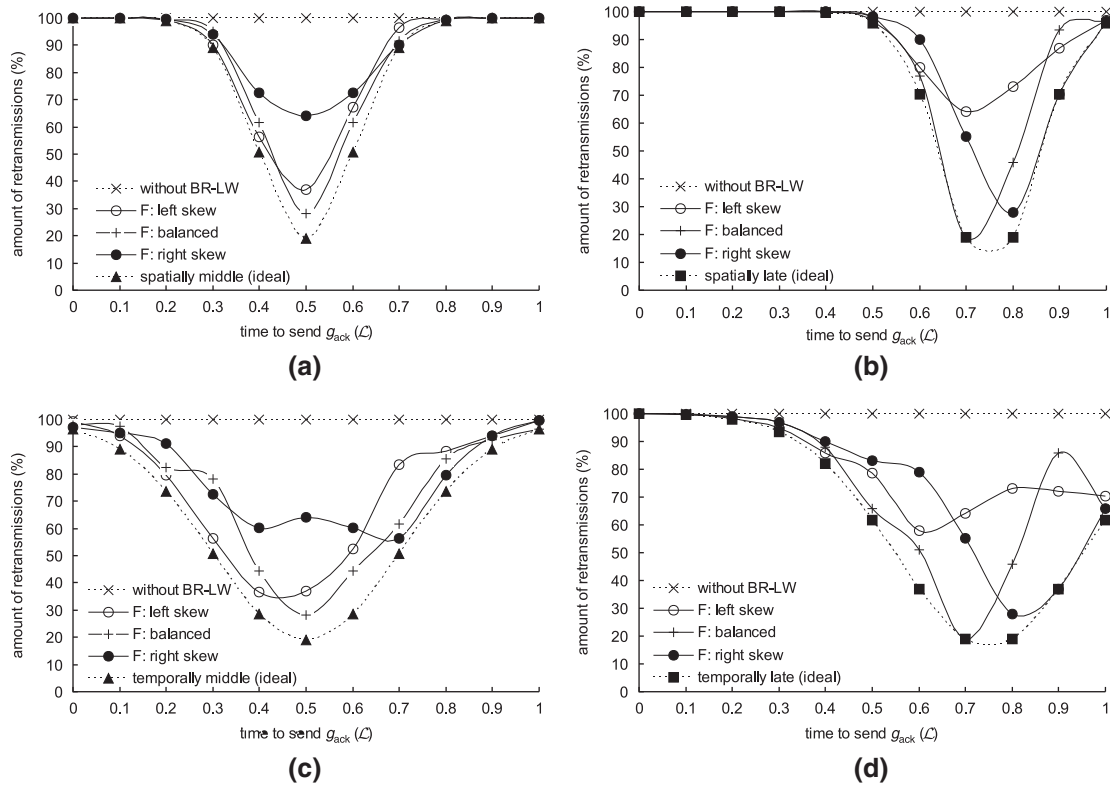 amount of retransmissions (%)
100
90
80
70
60
50
40
30
20
10
0
without BR-LW
F: left skew
F: balanced
F: right skew
spatially middle (ideal)
0 0.1 0.2 0.3 0.4 0.5 0.6 0.7 0.8 0.9 1
time to send gack (ℒ)
(a)
amount of retransmissions (%)
100
90
80
70
60
50
40
30
20
10
0
without BR-LW
F: left skew
F: balanced
F: right skew
spatially late (ideal)
0 0.1 0.2 0.3 0.4 0.5 0.6 0.7 0.8 0.9 1
time to send gack (ℒ)
(b)
amount of retransmissions (%)
100
90
80
70
60
50
40
30
20
10
0
without BR-LW
F: left skew
F: balanced
F: right skew
temporally middle (ideal)
0 0.1 0.2 0.3 0.4 0.5 0.6 0.7 0.8 0.9 1
time to send gack (ℒ)
(c)
amount of retransmissions (%)
100
90
80
70
60
50
40
30
20
10
0
without BR-LW
F: left skew
F: balanced
F: right skew
temporally late (ideal)
0 0.1 0.2 0.3 0.4 0.5 0.6 0.7 0.8 0.9 1
time to send gack (ℒ)
(d)